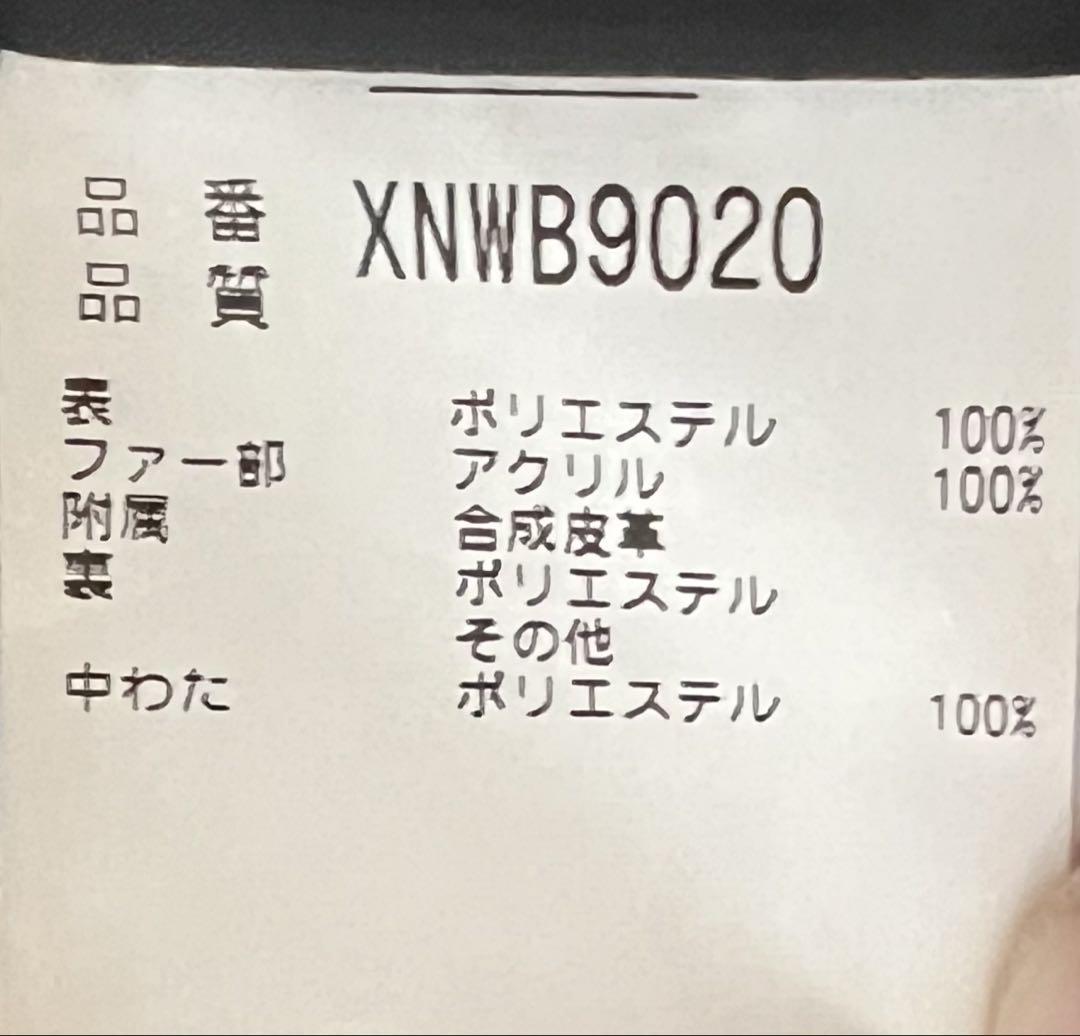 品 番 XNWB9020
品 質
表 ポリエステル 100%
ファー部 アクリル 100%
附属 合成皮革
裏 ポリエステル
その他
中わた ポリエステル 100%